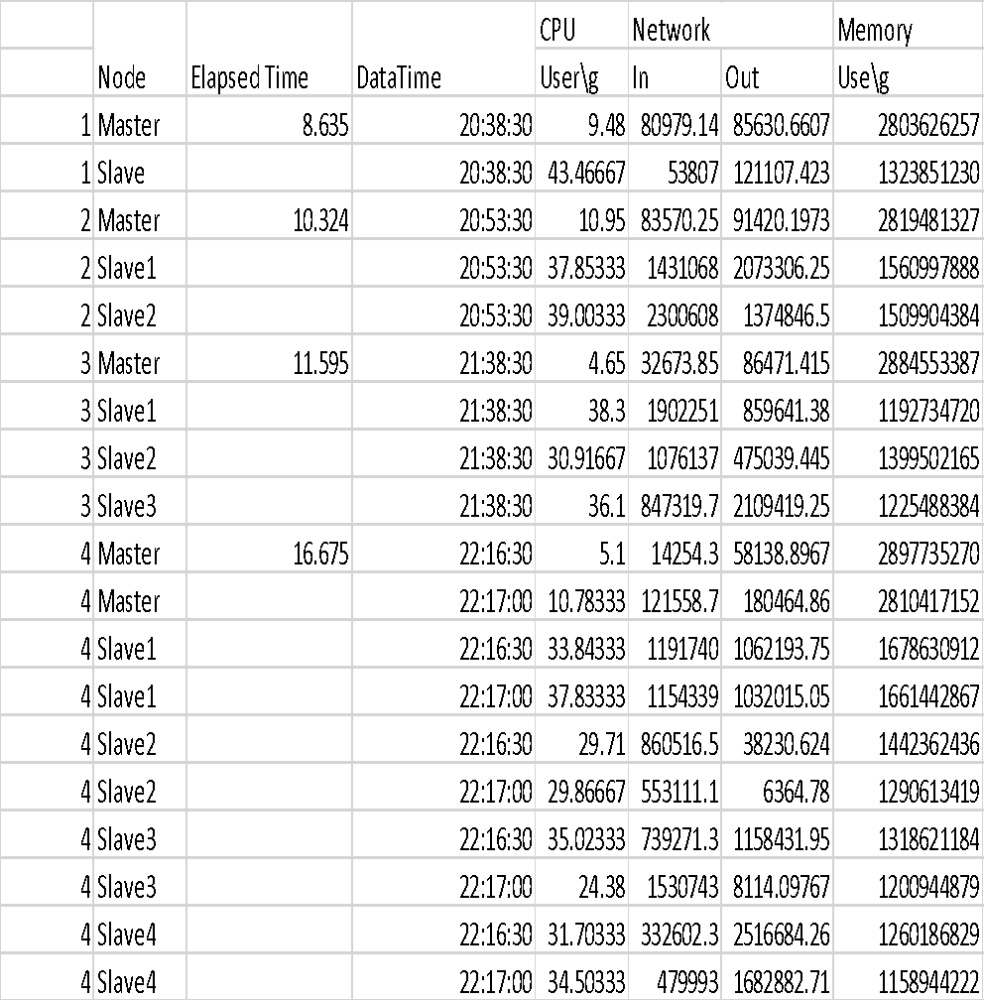 CPU Network Memory
Node Elapsed Time DataTime User\g In Out Use\g
1 Master 8.635 20:38:30 9.48 80979.14 85630.6607 2803626257
1 Slave 20:38:30 43.46667 53807 121107.423 1323851230
2 Master 10.324 20:53:30 10.95 83570.25 91420.1973 2819481327
2 Slave1 20:53:30 37.85333 1431068 2073306.25 1560997888
2 Slave2 20:53:30 39.00333 2300608 1374846.5 1509904384
3 Master 11.595 21:38:30 4.65 32673.85 86471.415 2884553387
3 Slave1 21:38:30 38.3 1902251 859641.38 1192734720
3 Slave2 21:38:30 30.91667 1076137 475039.445 1399502165
3 Slave3 21:38:30 36.1 847319.7 2109419.25 1225488384
4 Master 16.675 22:16:30 5.1 14254.3 58138.8967 2897735270
4 Master 22:17:00 10.78333 121558.7 180464.86 2810417152
4 Slave1 22:16:30 33.84333 1191740 1062193.75 1678630912
4 Slave1 22:17:00 37.83333 1154339 1032015.05 1661442867
4 Slave2 22:16:30 29.71 860516.5 38230.624 1442362436
4 Slave2 22:17:00 29.86667 553111.1 6364.78 1290613419
4 Slave3 22:16:30 35.02333 739271.3 1158431.95 1318621184
4 Slave3 22:17:00 24.38 1530743 8114.09767 1200944879
4 Slave4 22:16:30 31.70333 332602.3 2516684.26 1260186829
4 Slave4 22:17:00 34.50333 479993 1682882.71 1158944222